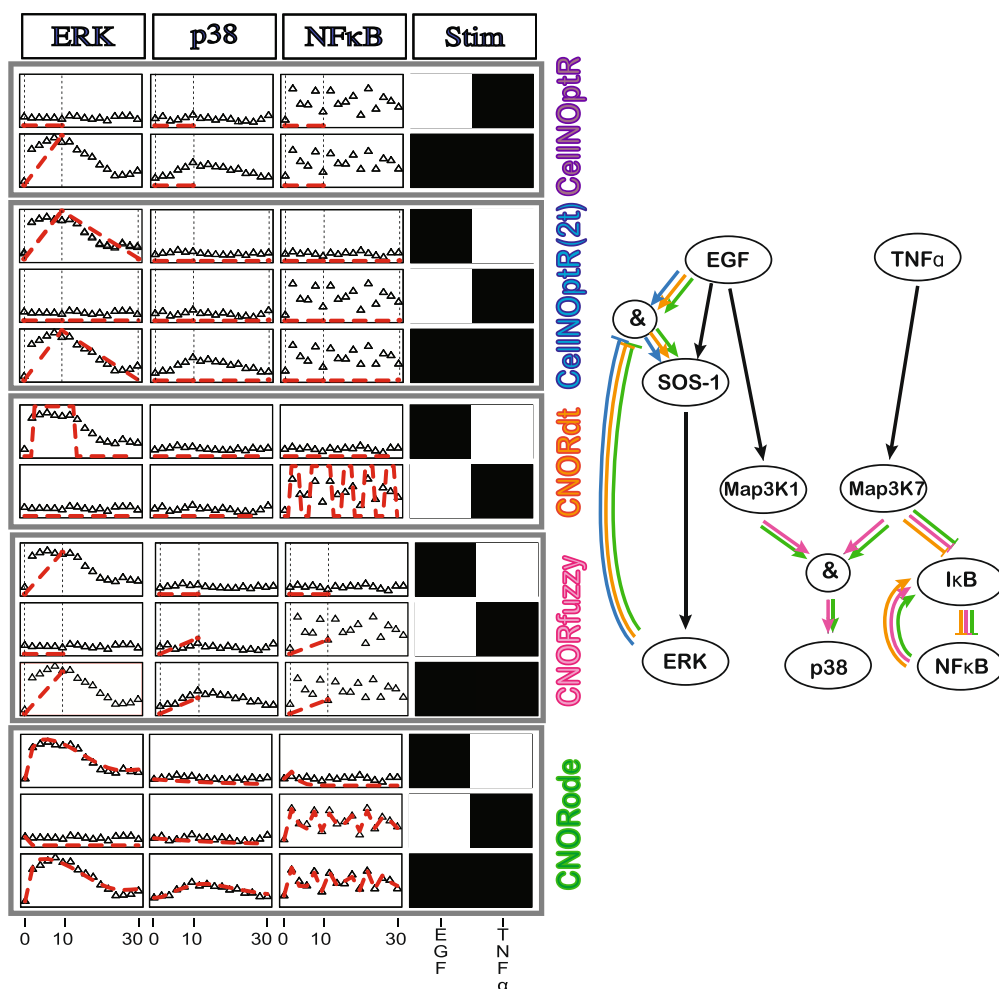 ERK p38 NFκB Stim
CellNOptR
CellNOptR(2t)
CNORdt
CNORfuzzy
CNORode
0 10 30 0 10 30 0 10 30
EGF
TNFα
EGF TNFα
&
SOS-1
Map3K1 Map3K7
&
IκB
ERK p38 NFκB